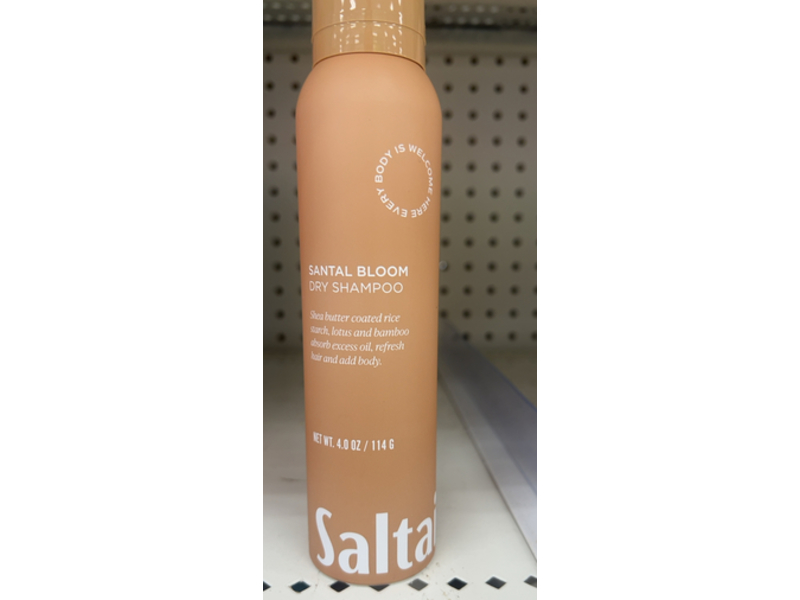 EVERY BODY IS WELCOME HERE
SANTAL BLOOM
DRY SHAMPOO
Shea butter coated rice
starch, lotus and bamboo
absorb excess oil, refresh
hair and add body.
NET WT. 4.0 OZ / 114 G
Saltai